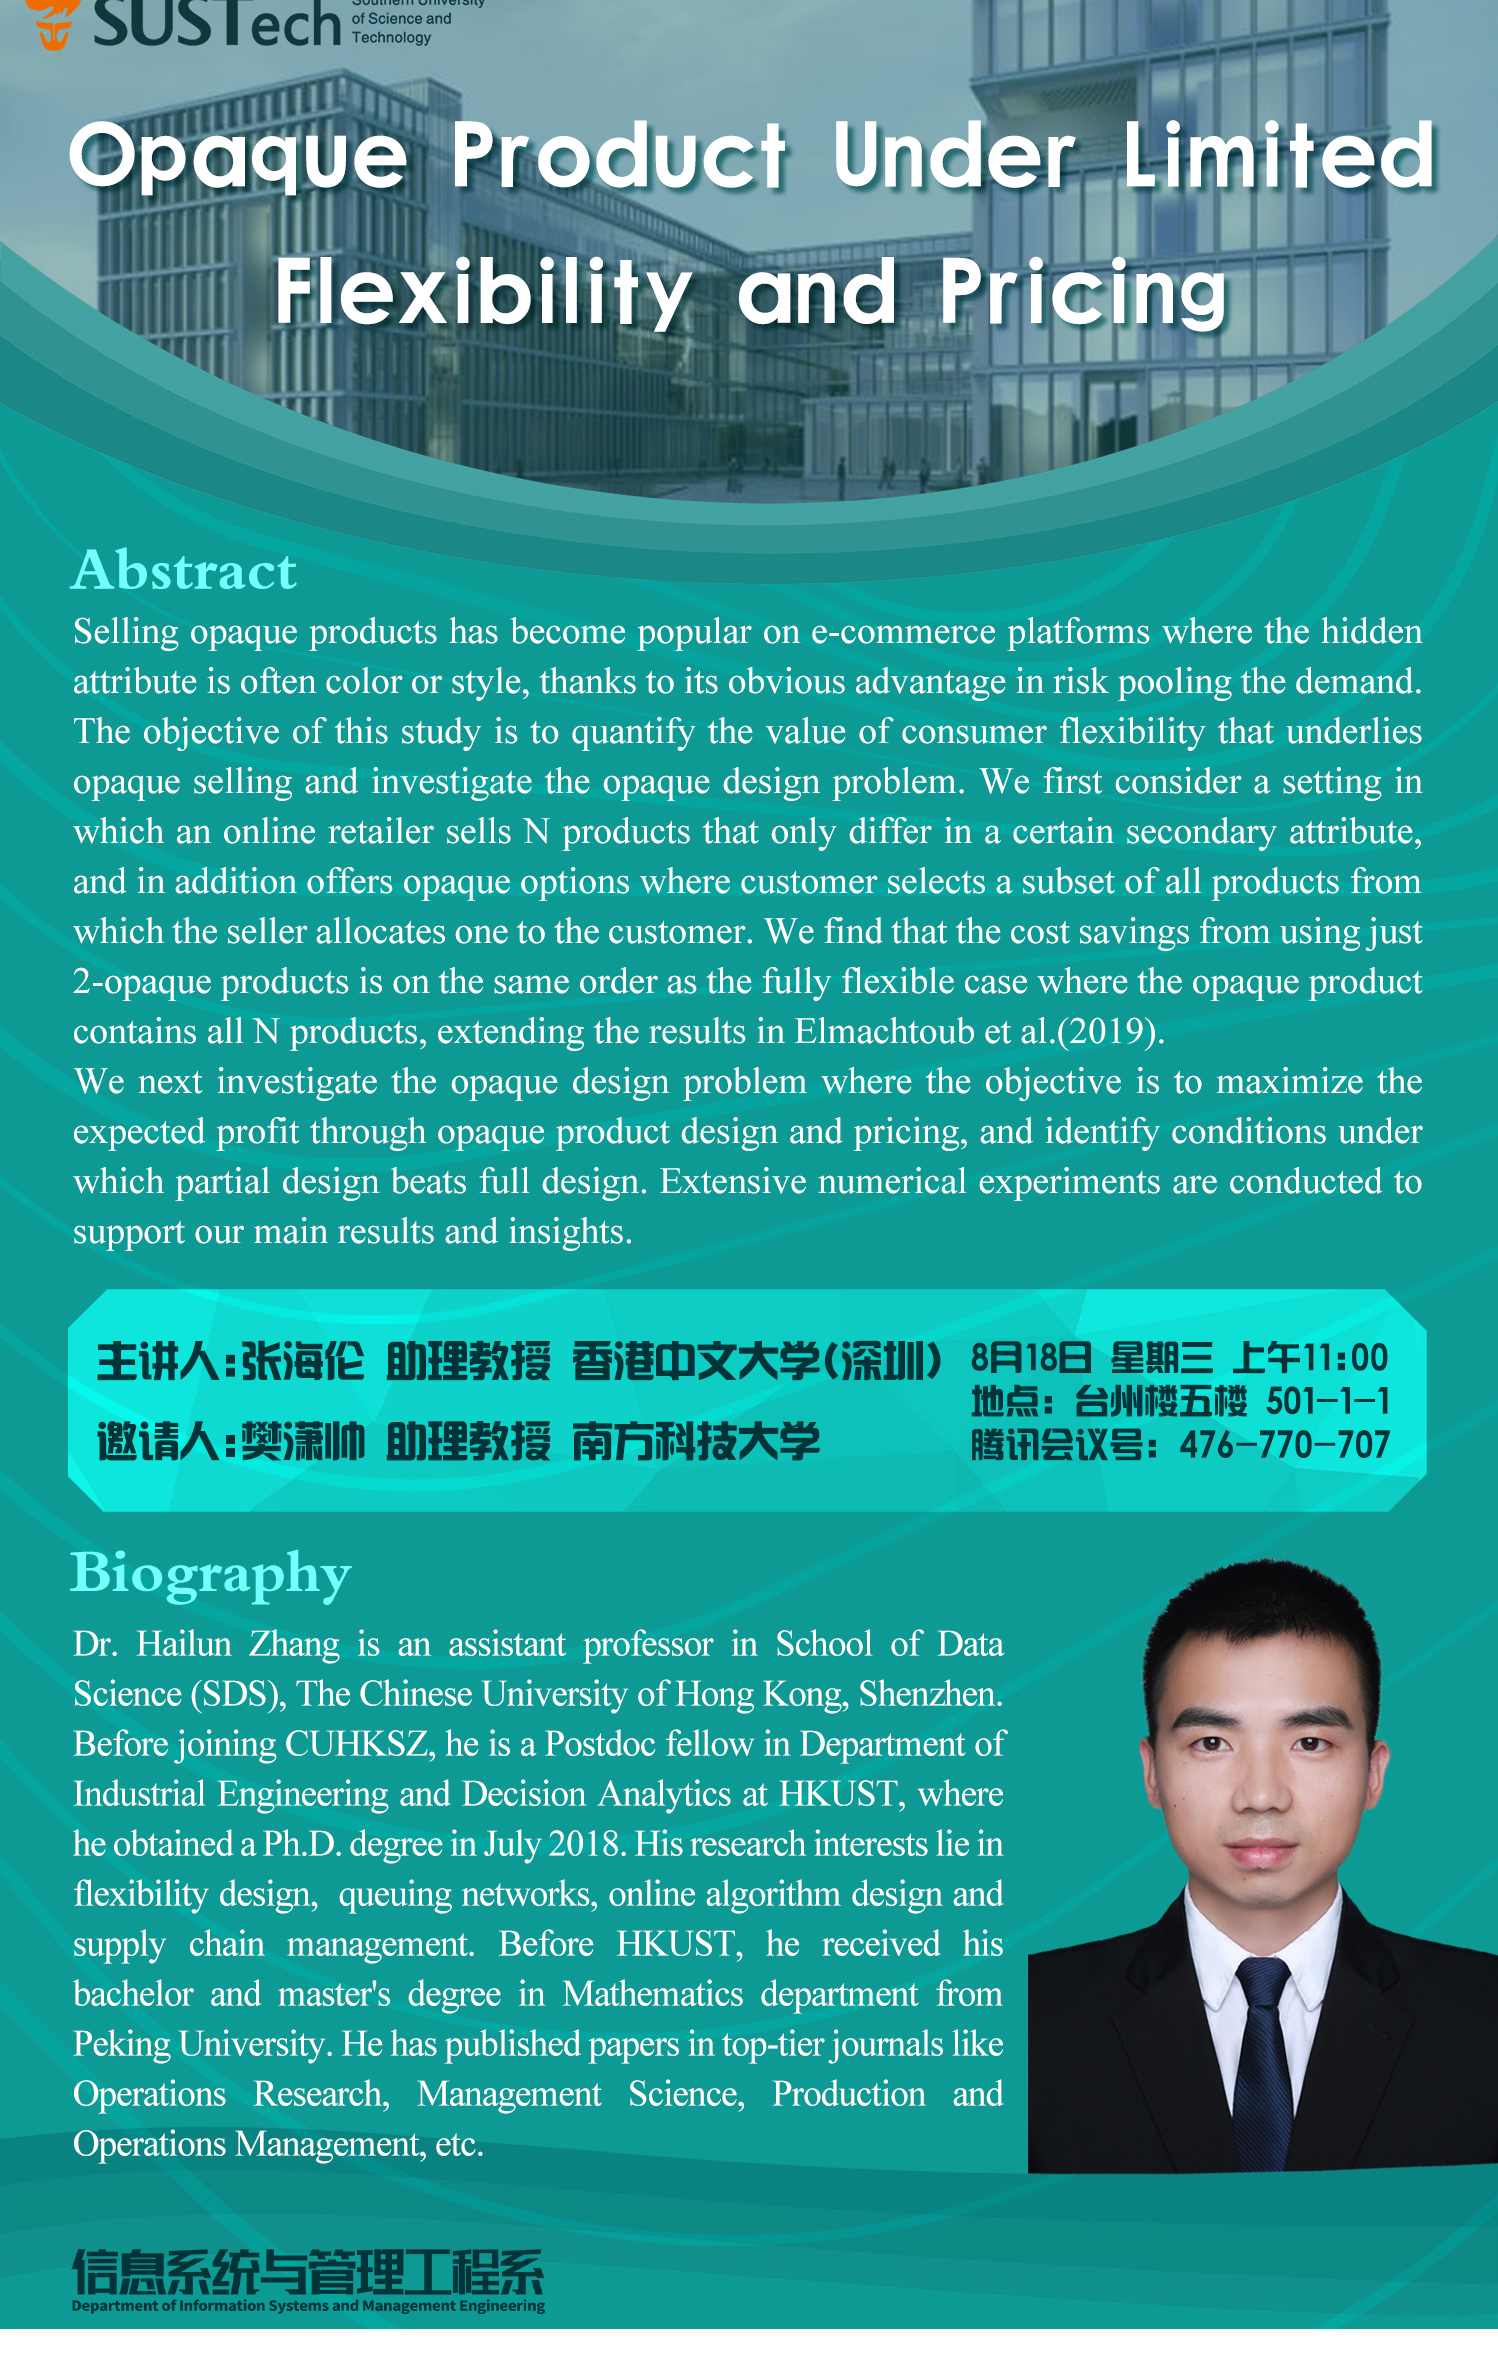 SUSTech
Southern University
of Science and
Technology
Opaque Product Under Limited
Flexibility and Pricing
Abstract
Selling opaque products has become popular on e-commerce platforms where the hidden
attribute is often color or style, thanks to its obvious advantage in risk pooling the demand.
The objective of this study is to quantify the value of consumer flexibility that underlies
opaque selling and investigate the opaque design problem. We first consider a setting in
which an online retailer sells N products that only differ in a certain secondary attribute,
and in addition offers opaque options where customer selects a subset of all products from
which the seller allocates one to the customer. We find that the cost savings from using just
2-opaque products is on the same order as the fully flexible case where the opaque product
contains all N products, extending the results in Elmachtoub et al.(2019).
We next investigate the opaque design problem where the objective is to maximize the
expected profit through opaque product design and pricing, and identify conditions under
which partial design beats full design. Extensive numerical experiments are conducted to
support our main results and insights.
主讲人:张海伦 助理教授 香港中文大学(深圳)
邀请人:樊潇帅 助理教授 南方科技大学
8月18日 星期三 上午11:00
地点: 台州楼五楼 501-1-1
腾讯会议号: 476-770-707
Biography
Dr. Hailun Zhang is an assistant professor in School of Data
Science (SDS), The Chinese University of Hong Kong, Shenzhen.
Before joining CUHKSZ, he is a Postdoc fellow in Department of
Industrial Engineering and Decision Analytics at HKUST, where
he obtained a Ph.D. degree in July 2018. His research interests lie in
flexibility design, queuing networks, online algorithm design and
supply chain management. Before HKUST, he received his
bachelor and master's degree in Mathematics department from
Peking University. He has published papers in top-tier journals like
Operations Research, Management Science, Production and
Operations Management, etc.
信息系统与管理工程系
Department of Information Systems and Management Engineering